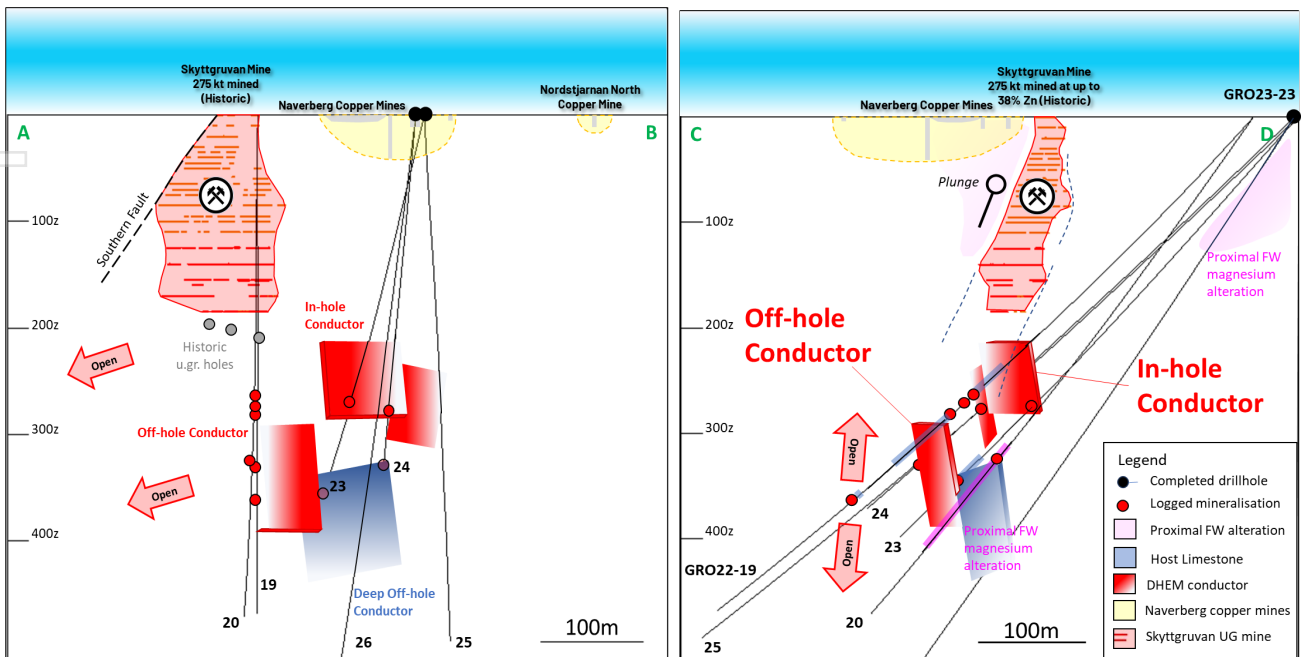 Skyttgruvan Mine
275 kt mined
(Historic)
Naverberg Copper Mines
Nordstjarnan North
Copper Mine
A
B
Southern Fault
100z
200z
300z
400z
In-hole
Conductor
Historic
u.gr. holes
Open
Off-hole Conductor
Open
24
23
Deep Off-hole
Conductor
19
20
26
25
100m
Skyttgruvan Mine
275 kt mined at up to
38% Zn (Historic)
Naverberg Copper Mines
GRO23-23
C
D
Plunge
100z
200z
300z
400z
Proximal FW
magnesium
alteration
Off-hole
Conductor
In-hole
Conductor
Open
Open
24
23
Proximal FW
magnesium
alteration
GRO22-19
20
25
100m
Legend
Completed drillhole
Logged mineralisation
Proximal FW alteration
Host Limestone
DHEM conductor
Naverberg copper mines
Skyttgruvan UG mine